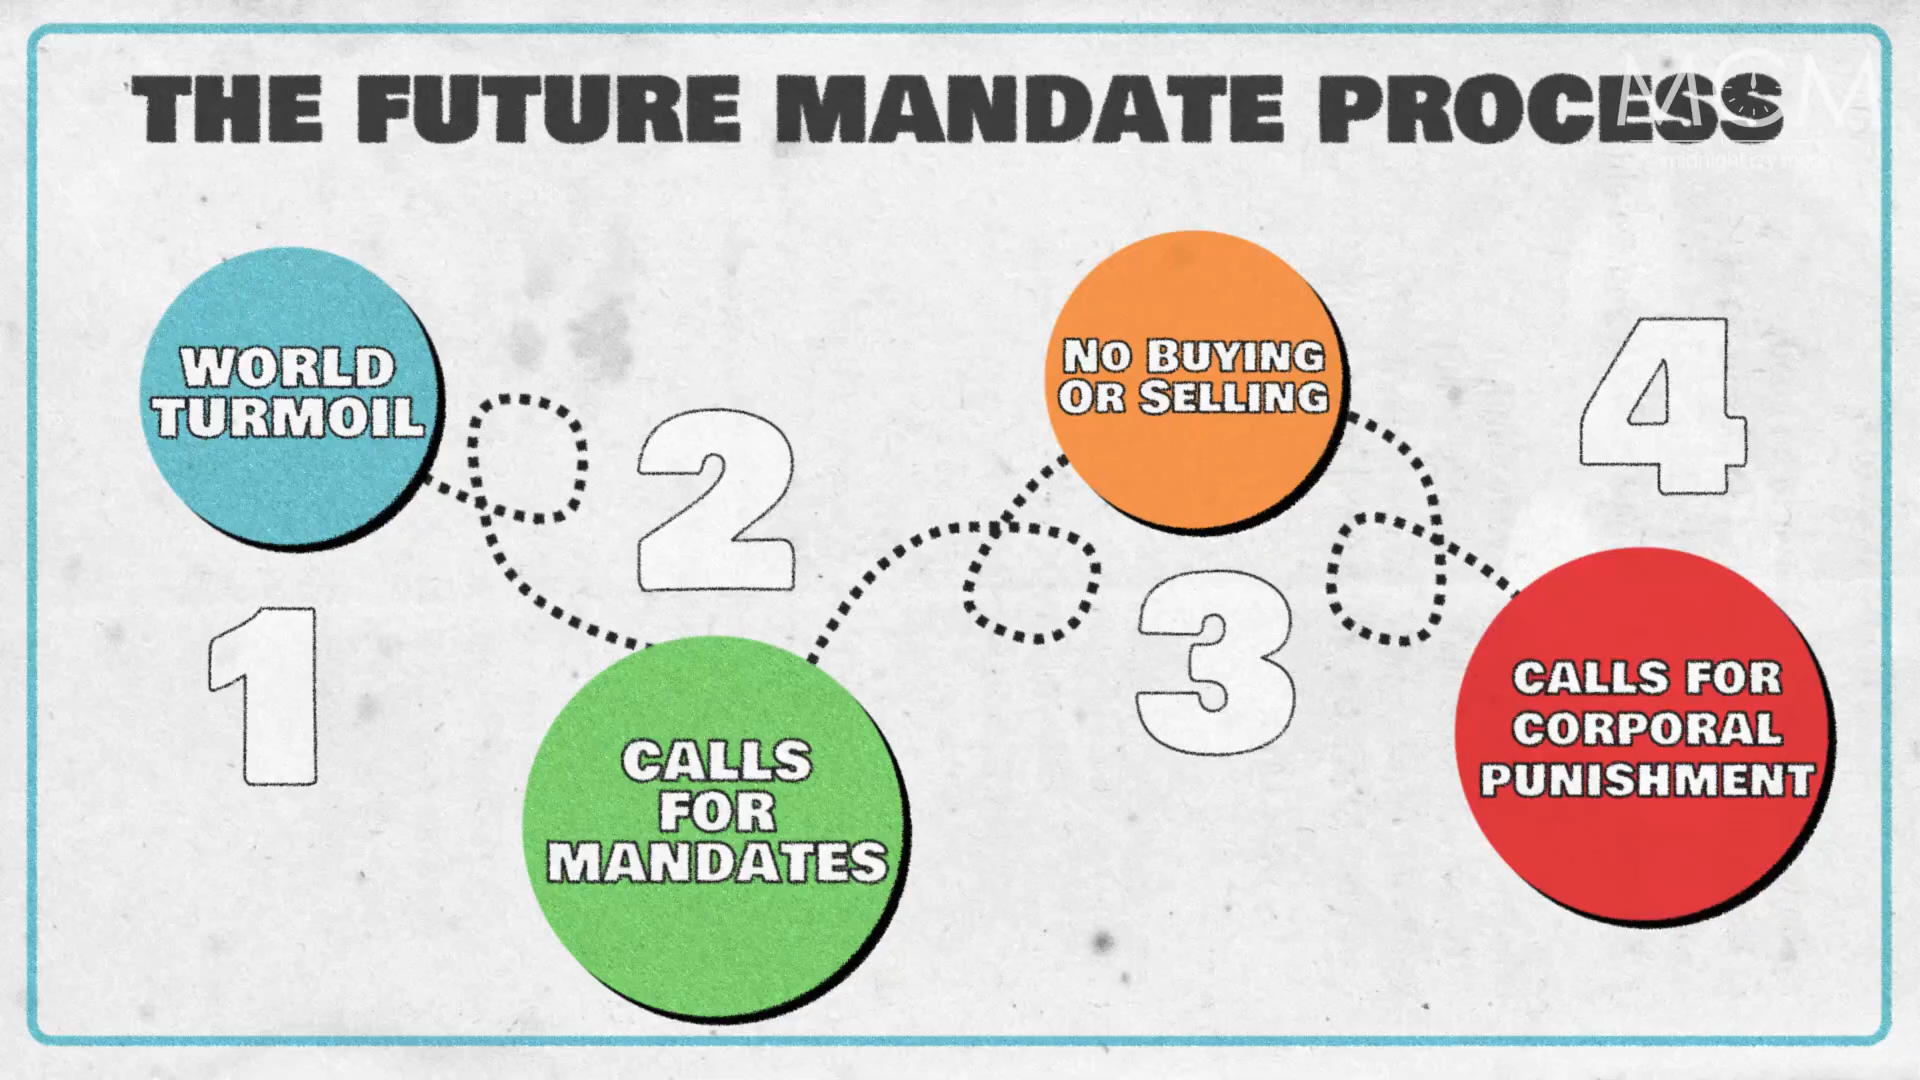 THE FUTURE MANDATE PROCESS
MCM
WORLD
TURMOIL
1
2
CALLS
FOR
MANDATES
No Buying
Or Selling
3
4
CALLS FOR
CORPORAL
PUNISHMENT